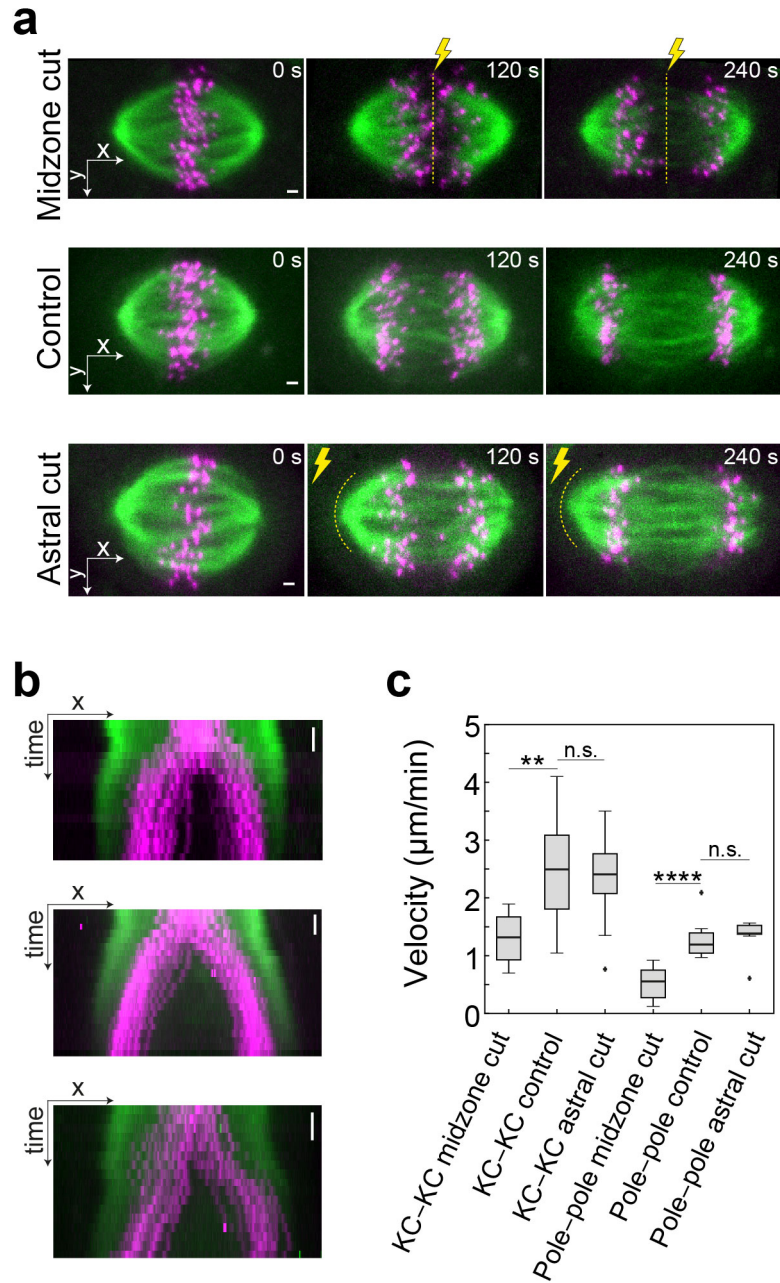 a
Midzone cut
0 s
120 s
240 s
x
y
Control
0 s
120 s
240 s
x
y
Astral cut
0 s
120 s
240 s
x
y
b
x
time
x
time
x
time
c
Velocity (µm/min)
5
4
3
2
1
0
**
n.s.
****
n.s.
KC–KC midzone cut
KC–KC control
KC–KC astral cut
Pole–pole midzone cut
Pole–pole control
Pole–pole astral cut